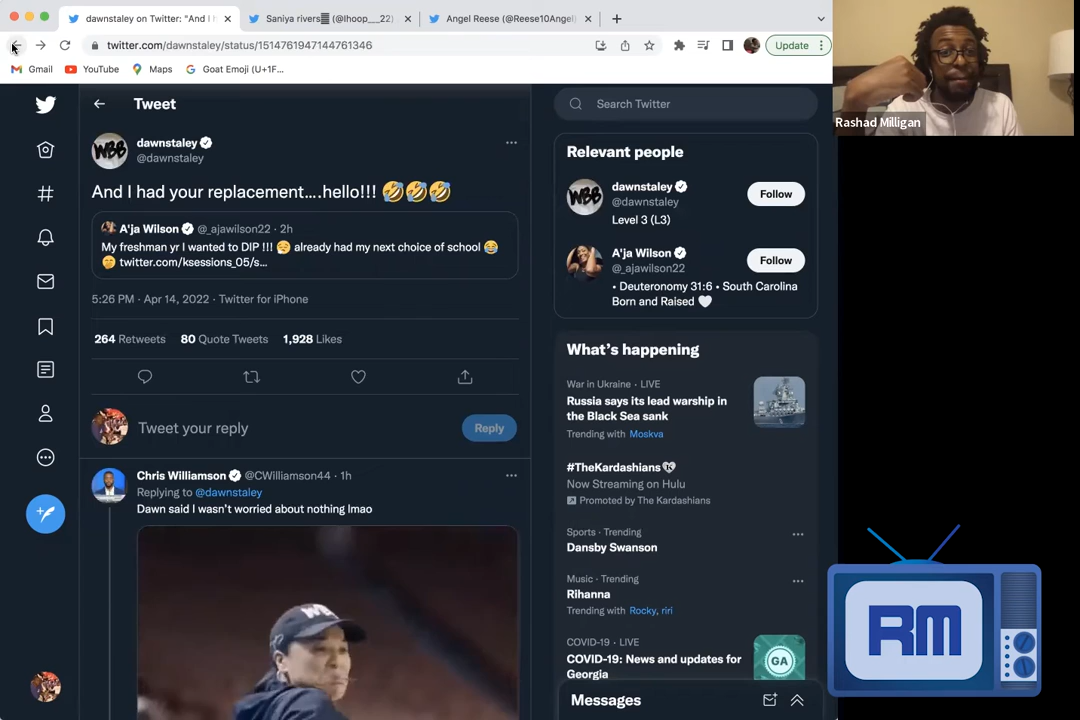 dawnstaley on Twitter: "And I h
Saniya rivers (@lhoop__22)
Angel Reese (@Reese10Angel)
twitter.com/dawnstaley/status/1514761947144761346
Update
Gmail
YouTube
Maps
Goat Emoji (U+1F...
Rashad Milligan
Tweet
dawnstaley
@dawnstaley
And I had your replacement....hello!!! 🤣🤣🤣
A'ja Wilson @_ajawilson22 · 2h
My freshman yr I wanted to DIP !!! 😩 already had my next choice of school 😂
🤭 twitter.com/ksessions_05/s...
5:26 PM · Apr 14, 2022 · Twitter for iPhone
264 Retweets 80 Quote Tweets 1,928 Likes
Tweet your reply
Reply
Chris Williamson @CWilliamson44 · 1h
Replying to @dawnstaley
Dawn said I wasn't worried about nothing lmao
Search Twitter
Relevant people
dawnstaley
@dawnstaley
Follow
Level 3 (L3)
A'ja Wilson
@_ajawilson22
Follow
• Deuteronomy 31:6 • South Carolina
Born and Raised 🤍
What's happening
War in Ukraine · LIVE
Russia says its lead warship in
the Black Sea sank
Trending with Moskva
#TheKardashians
Now Streaming on Hulu
Promoted by The Kardashians
Sports · Trending
Dansby Swanson
Music · Trending
Rihanna
Trending with Rocky, riri
COVID-19 · LIVE
COVID-19: News and updates for
Georgia
GA
Messages
RM